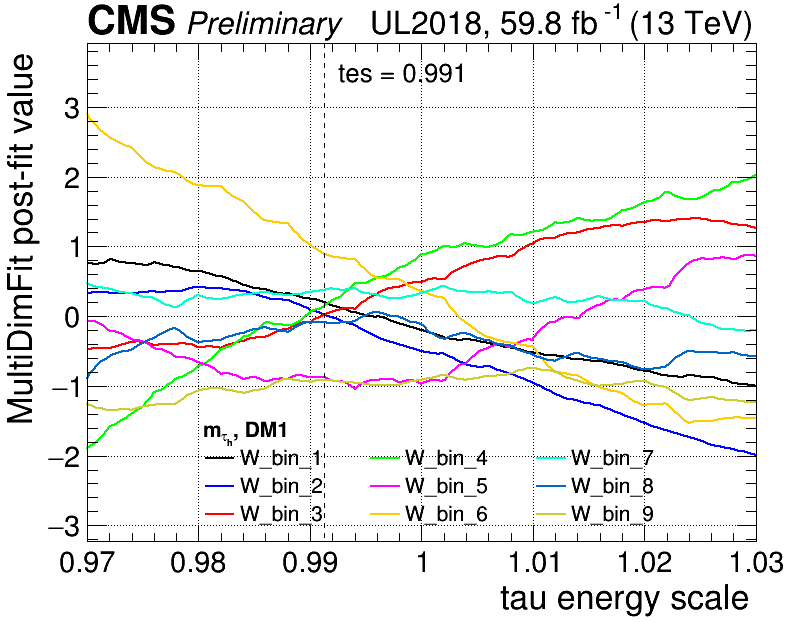 CMS Preliminary UL2018, 59.8 fb⁻¹ (13 TeV)
tes = 0.991
MultiDimFit post-fit value
3
2
1
0
−1
−2
−3
m_τ_h, DM1
W_bin_1 W_bin_4 W_bin_7
W_bin_2 W_bin_5 W_bin_8
W_bin_3 W_bin_6 W_bin_9
0.97 0.98 0.99 1 1.01 1.02 1.03
tau energy scale